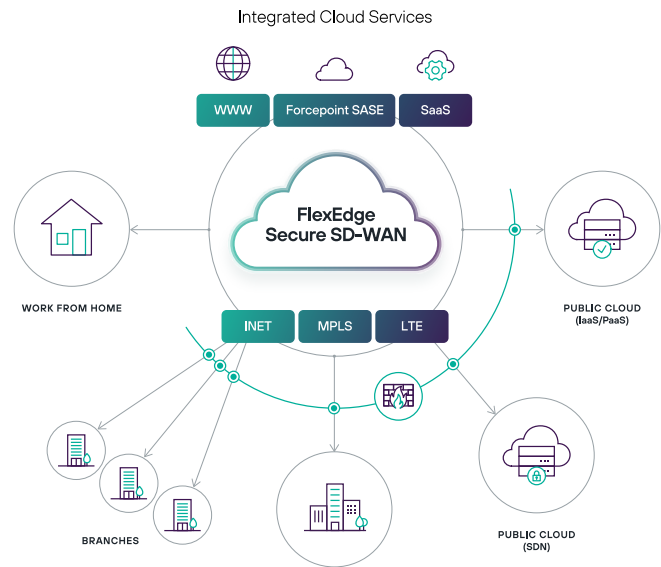 Integrated Cloud Services
WWW
Forcepoint SASE
SaaS
FlexEdge
Secure SD-WAN
WORK FROM HOME
PUBLIC CLOUD
(IaaS/PaaS)
INET
MPLS
LTE
BRANCHES
PUBLIC CLOUD
(SDN)